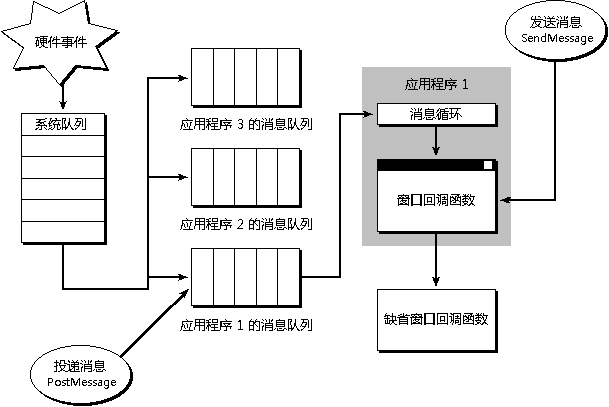 硬件事件
系统队列
应用程序 3 的消息队列
应用程序 2 的消息队列
应用程序 1 的消息队列
投递消息
PostMessage
应用程序 1
消息循环
窗口回调函数
缺省窗口回调函数
发送消息
SendMessage